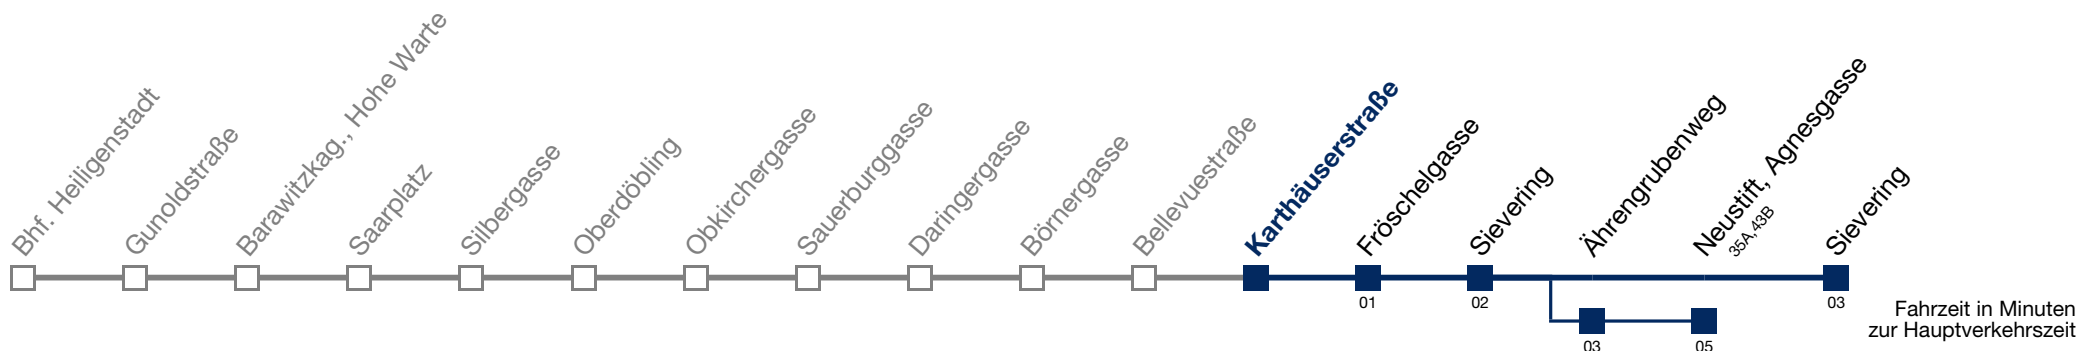 Bhf. Heiligenstadt
Gunoldstraße
Barawitzkag., Hohe Warte
Saarplatz
Silbergasse
Oberdöbling
Obkirchergasse
Sauerburggasse
Daringergasse
Börnergasse
Bellevuestraße
Karthäuserstraße
Fröschelgasse
Sievering
Ährengrubenweg
Neustift, Agnesgasse
35A,43B
Sievering
01
02
03
03
05
Fahrzeit in Minuten
zur Hauptverkehrszeit